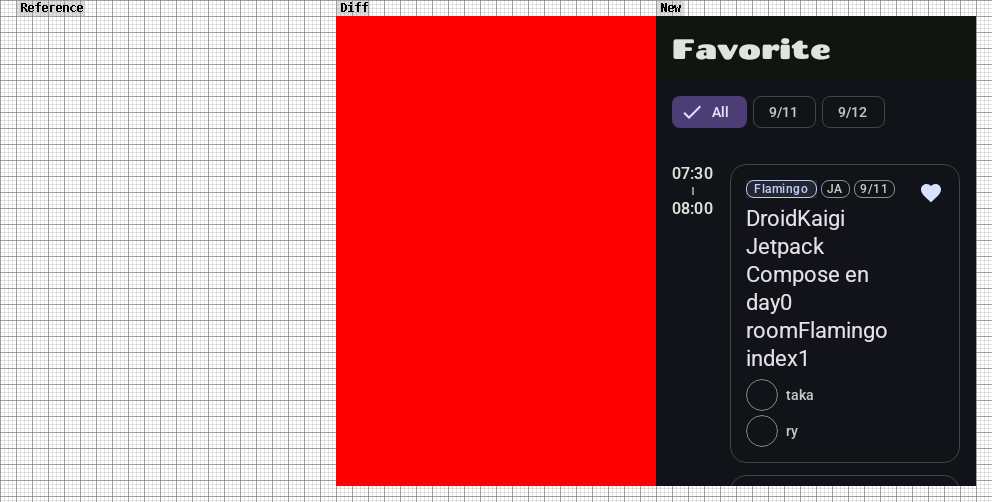 Reference
Diff
New
Favorite
All
9/11
9/12
07:30
08:00
Flamingo
JA
9/11
DroidKaigi
Jetpack
Compose en
day0
roomFlamingo
index1
taka
ry